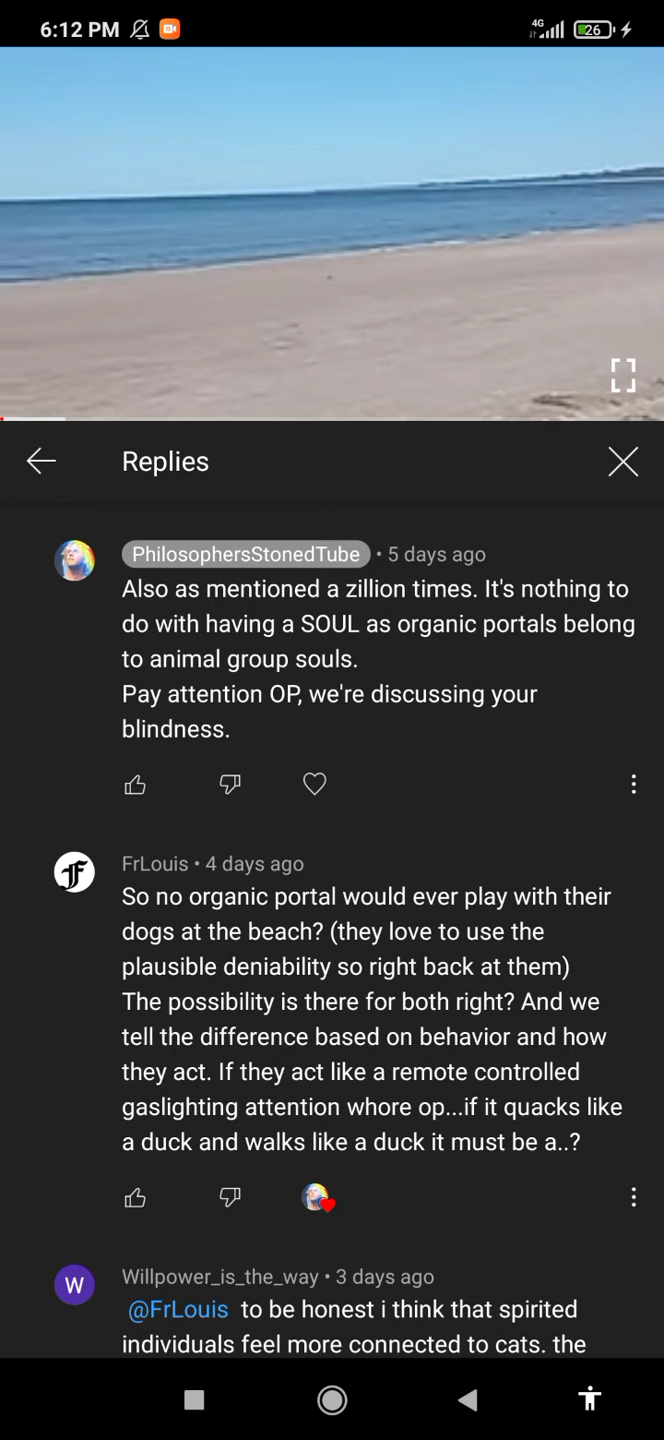 6:12 PM
4G
26
Replies
PhilosophersStonedTube • 5 days ago
Also as mentioned a zillion times. It's nothing to
do with having a SOUL as organic portals belong
to animal group souls.
Pay attention OP, we're discussing your
blindness.
FrLouis • 4 days ago
So no organic portal would ever play with their
dogs at the beach? (they love to use the
plausible deniability so right back at them)
The possibility is there for both right? And we
tell the difference based on behavior and how
they act. If they act like a remote controlled
gaslighting attention whore op...if it quacks like
a duck and walks like a duck it must be a..?
W
Willpower_is_the_way • 3 days ago
@FrLouis to be honest i think that spirited
individuals feel more connected to cats. the